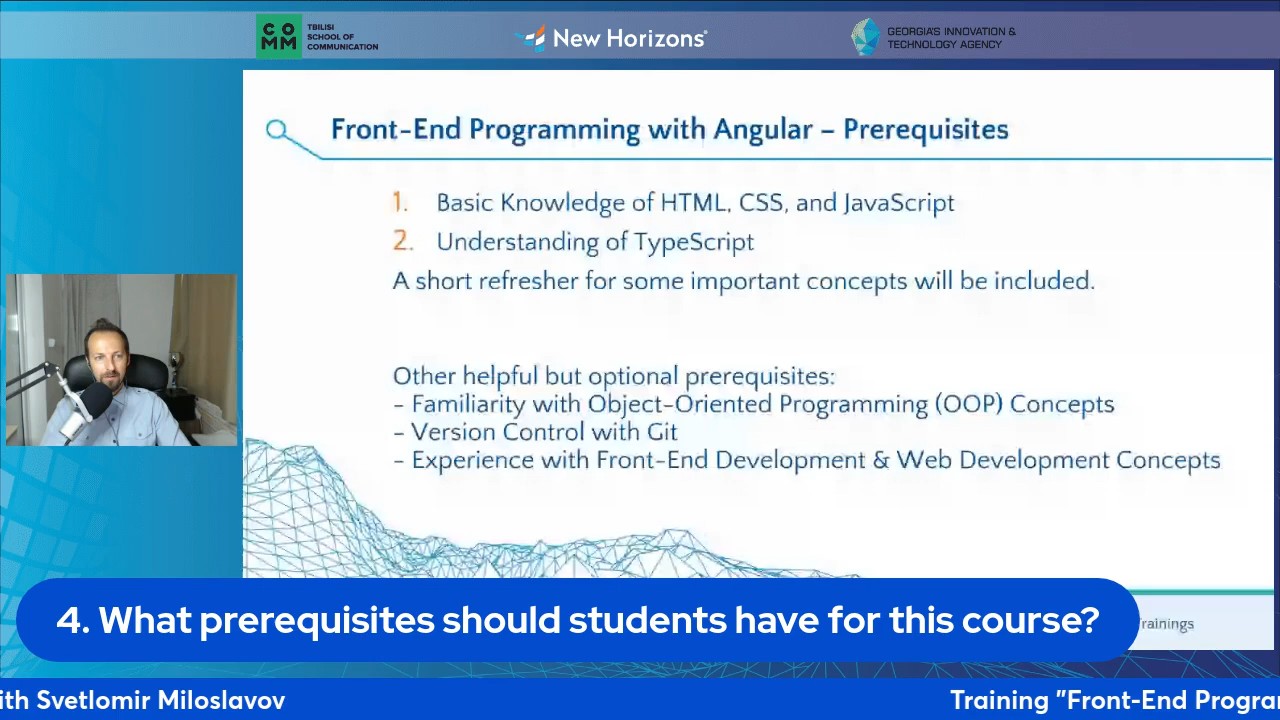 CO
MM
TBILISI
SCHOOL OF
COMMUNICATION
New Horizons®
GEORGIA'S INNOVATION &
TECHNOLOGY AGENCY
Front-End Programming with Angular – Prerequisites
1. Basic Knowledge of HTML, CSS, and JavaScript
2. Understanding of TypeScript
A short refresher for some important concepts will be included.
Other helpful but optional prerequisites:
- Familiarity with Object-Oriented Programming (OOP) Concepts
- Version Control with Git
- Experience with Front-End Development & Web Development Concepts
4. What prerequisites should students have for this course?
rainings
ith Svetlomir Miloslavov
Training "Front-End Progra